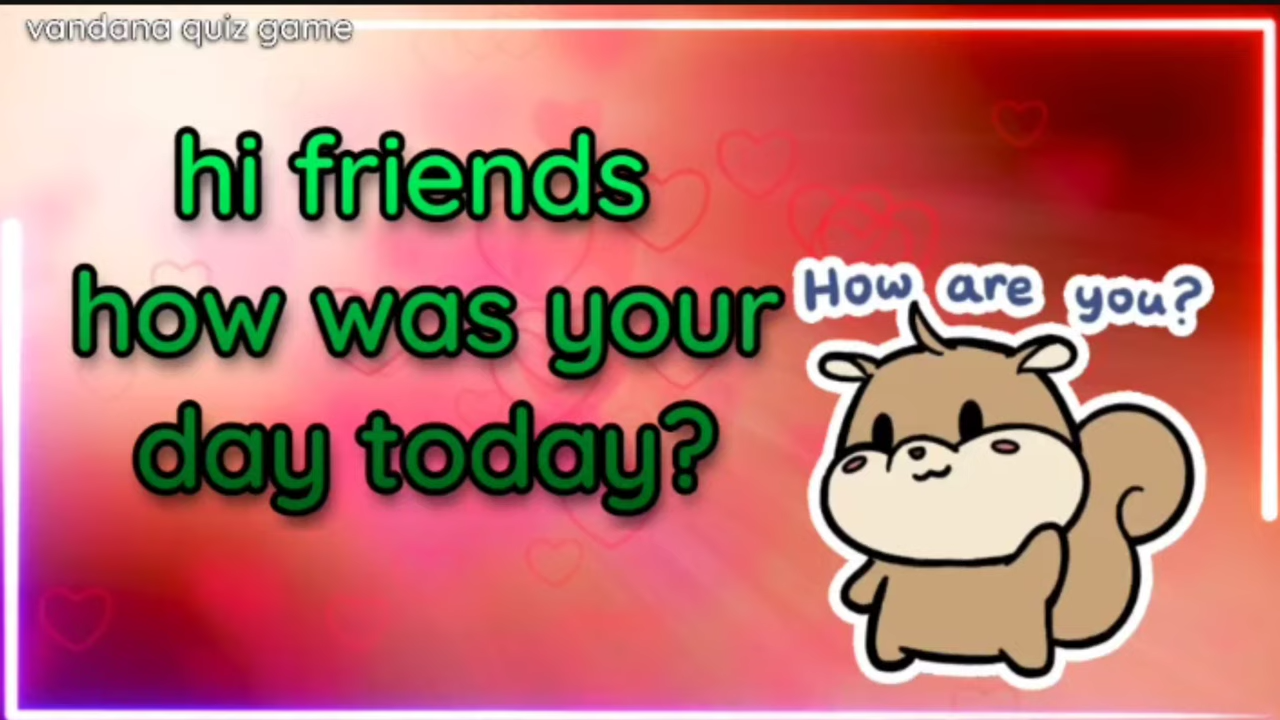 vandana quiz game
hi friends
how was your
day today?
How are you?